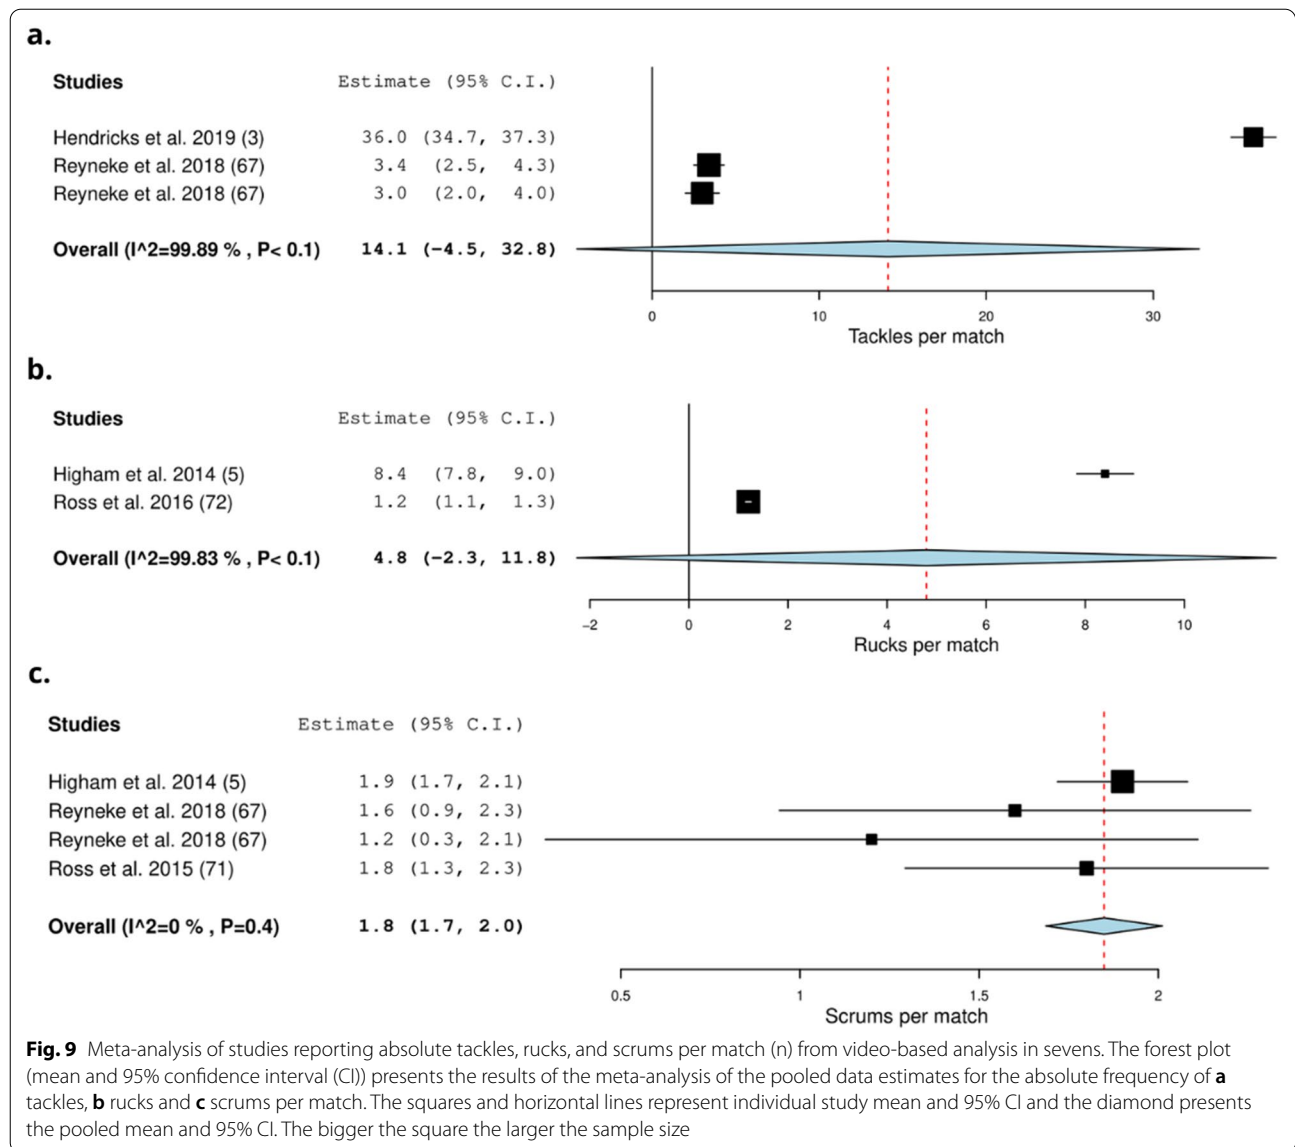 a.
Studies Estimate (95% C.I.)
Hendricks et al. 2019 (3) 36.0 (34.7, 37.3)
Reyneke et al. 2018 (67) 3.4 (2.5, 4.3)
Reyneke et al. 2018 (67) 3.0 (2.0, 4.0)
Overall (I^2=99.89 % , P< 0.1) 14.1 (−4.5, 32.8)
0 10 20 30
Tackles per match
b.
Studies Estimate (95% C.I.)
Higham et al. 2014 (5) 8.4 (7.8, 9.0)
Ross et al. 2016 (72) 1.2 (1.1, 1.3)
Overall (I^2=99.83 % , P< 0.1) 4.8 (−2.3, 11.8)
−2 0 2 4 6 8 10
Rucks per match
c.
Studies Estimate (95% C.I.)
Higham et al. 2014 (5) 1.9 (1.7, 2.1)
Reyneke et al. 2018 (67) 1.6 (0.9, 2.3)
Reyneke et al. 2018 (67) 1.2 (0.3, 2.1)
Ross et al. 2015 (71) 1.8 (1.3, 2.3)
Overall (I^2=0 % , P=0.4) 1.8 (1.7, 2.0)
0.5 1 1.5 2
Scrums per match
Fig. 9 Meta-analysis of studies reporting absolute tackles, rucks, and scrums per match (n) from video-based analysis in sevens. The forest plot
(mean and 95% confidence interval (CI)) presents the results of the meta-analysis of the pooled data estimates for the absolute frequency of a
tackles, b rucks and c scrums per match. The squares and horizontal lines represent individual study mean and 95% CI and the diamond presents
the pooled mean and 95% CI. The bigger the square the larger the sample size